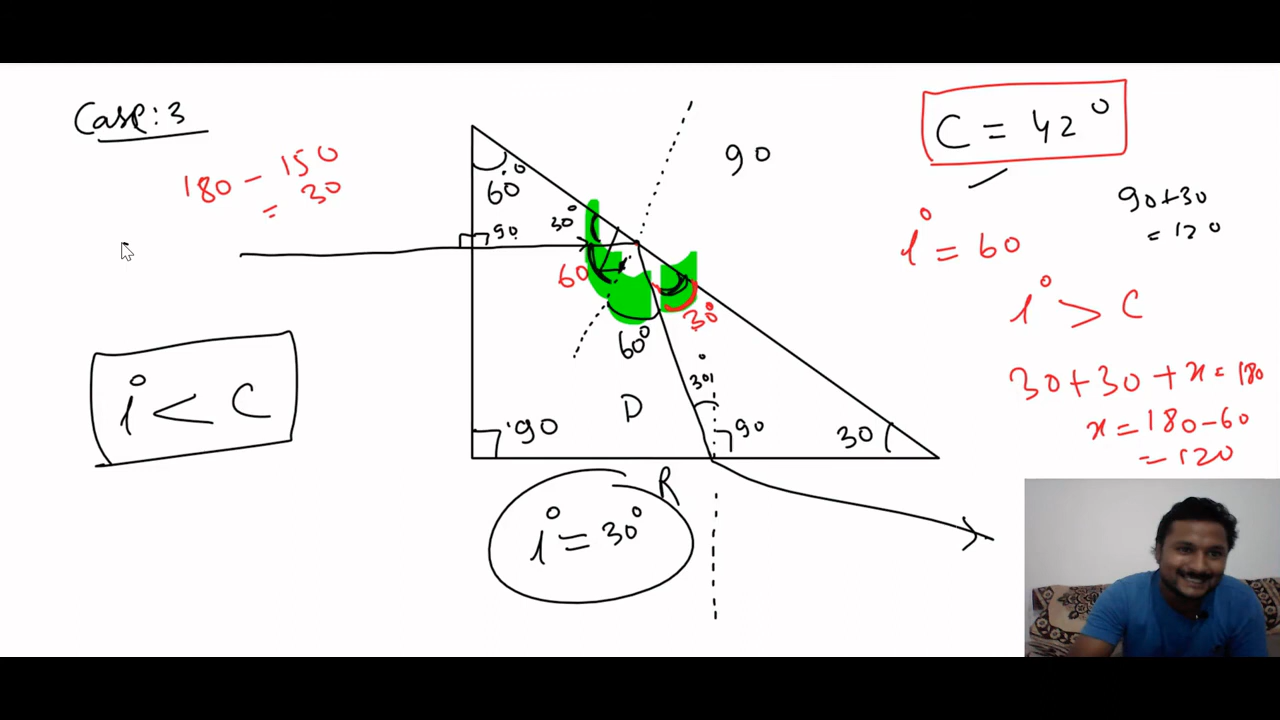 Case: 3
180 - 150
= 30
60°
30°
90
90
60
60°
30°
30°
90
90
30
D
R
i < C
i = 30°
C = 42°
90+30
= 120
i = 60
i > C
30+30+x = 180
x = 180-60
= 120